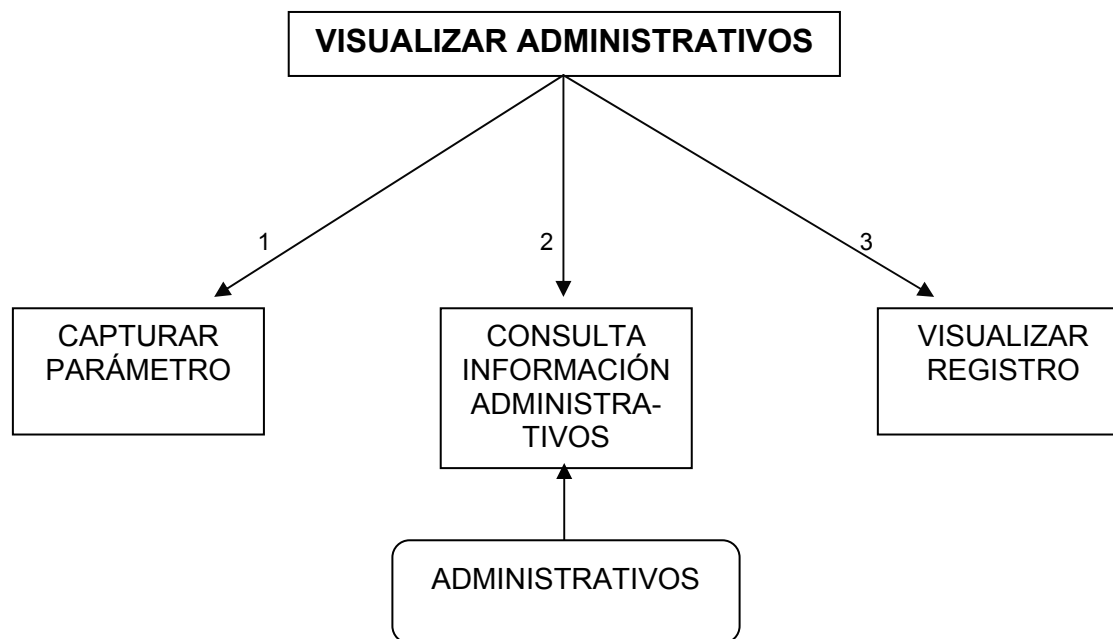 VISUALIZAR ADMINISTRATIVOS
1
2
3
CAPTURAR
PARÁMETRO
CONSULTA
INFORMACIÓN
ADMINISTRA-
TIVOS
VISUALIZAR
REGISTRO
ADMINISTRATIVOS